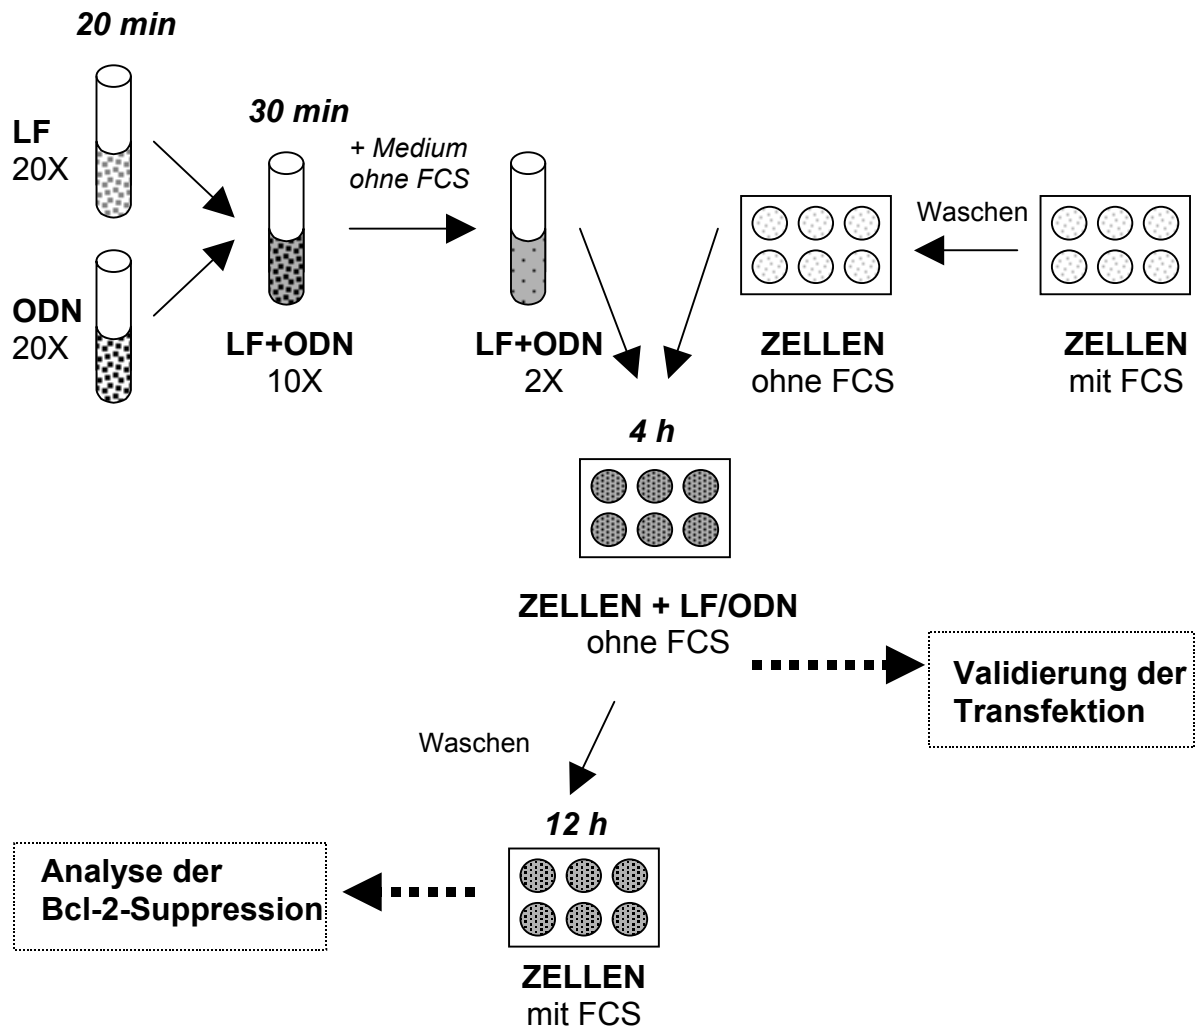 20 min
LF
20X
ODN
20X
30 min
LF+ODN
10X
+ Medium
ohne FCS
LF+ODN
2X
ZELLEN
ohne FCS
Waschen
ZELLEN
mit FCS
4 h
ZELLEN + LF/ODN
ohne FCS
Validierung der
Transfektion
Waschen
12 h
ZELLEN
mit FCS
Analyse der
Bcl-2-Suppression